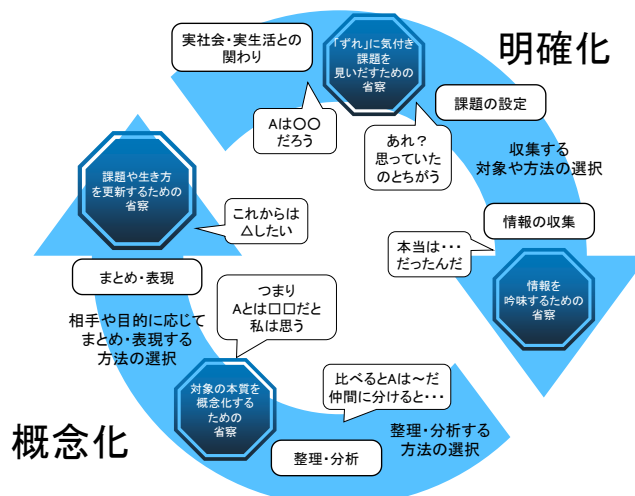 実社会・実生活との
関わり
「ずれ」に気付き
課題を
見いだすための
省察
明確化
Aは〇〇
だろう
課題の設定
あれ？
思っていた
のとちがう
収集する
対象や方法の選択
課題や生き方
を更新するための
省察
これからは
△したい
情報の収集
本当は・・・
だったんだ
まとめ・表現
つまり
Aとは□□だと
私は思う
情報を
吟味するための
省察
相手や目的に応じて
まとめ・表現する
方法の選択
対象の本質を
概念化する
ための
省察
比べるとAは～だ
仲間に分けると・・・
概念化
整理・分析する
方法の選択
整理・分析